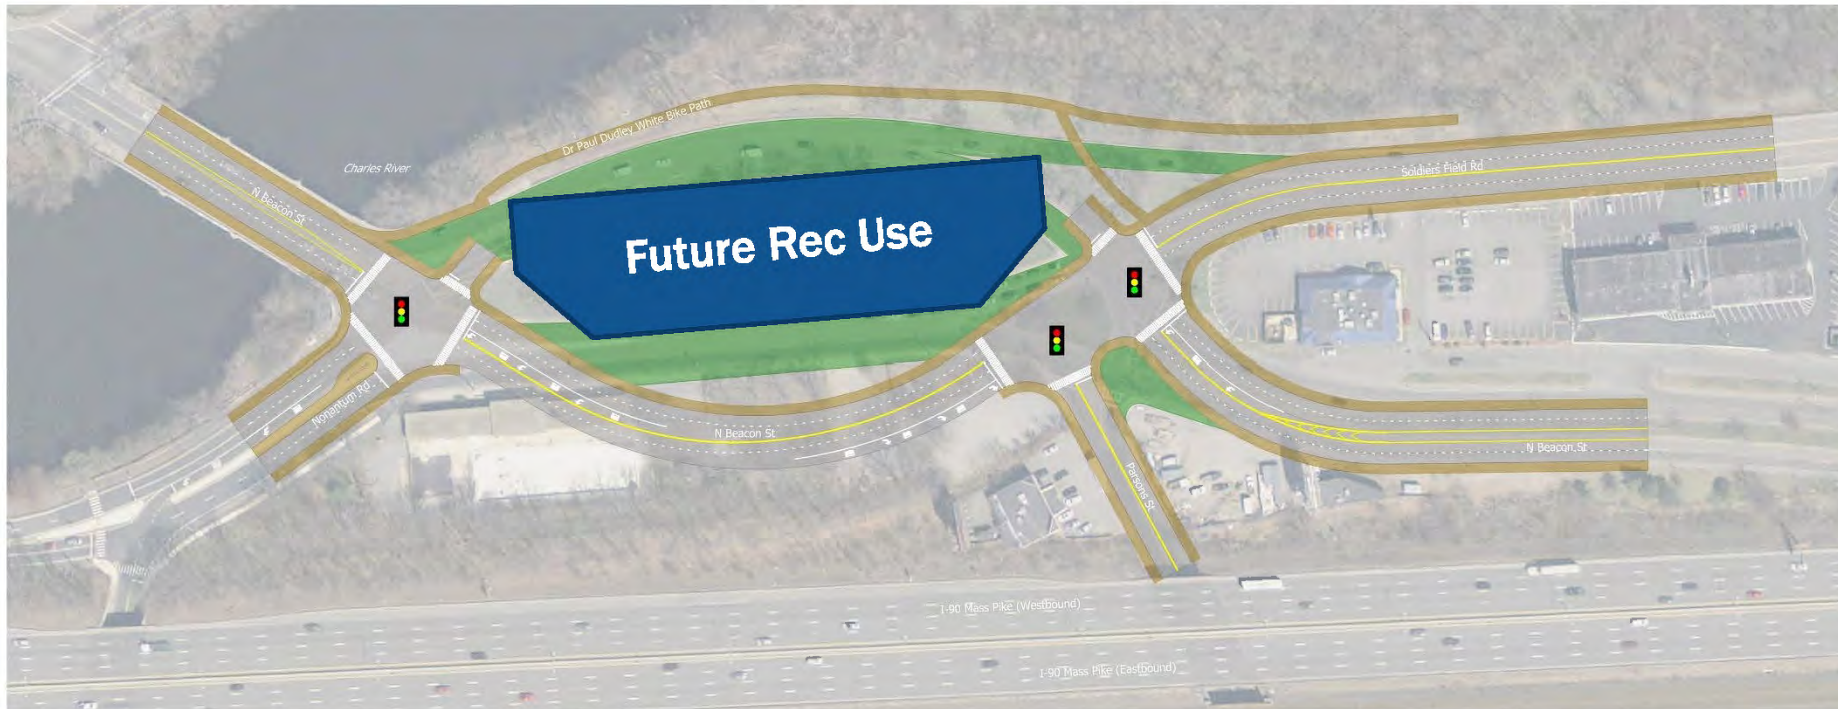 Dr Paul Dudley White Bike Path
Charles River
Soldiers Field Rd
N Beacon St
Future Rec Use
Nonantum Rd
N Beacon St
N Beacon St
Parsons St
I-90 Mass Pike (Westbound)
I-90 Mass Pike (Eastbound)